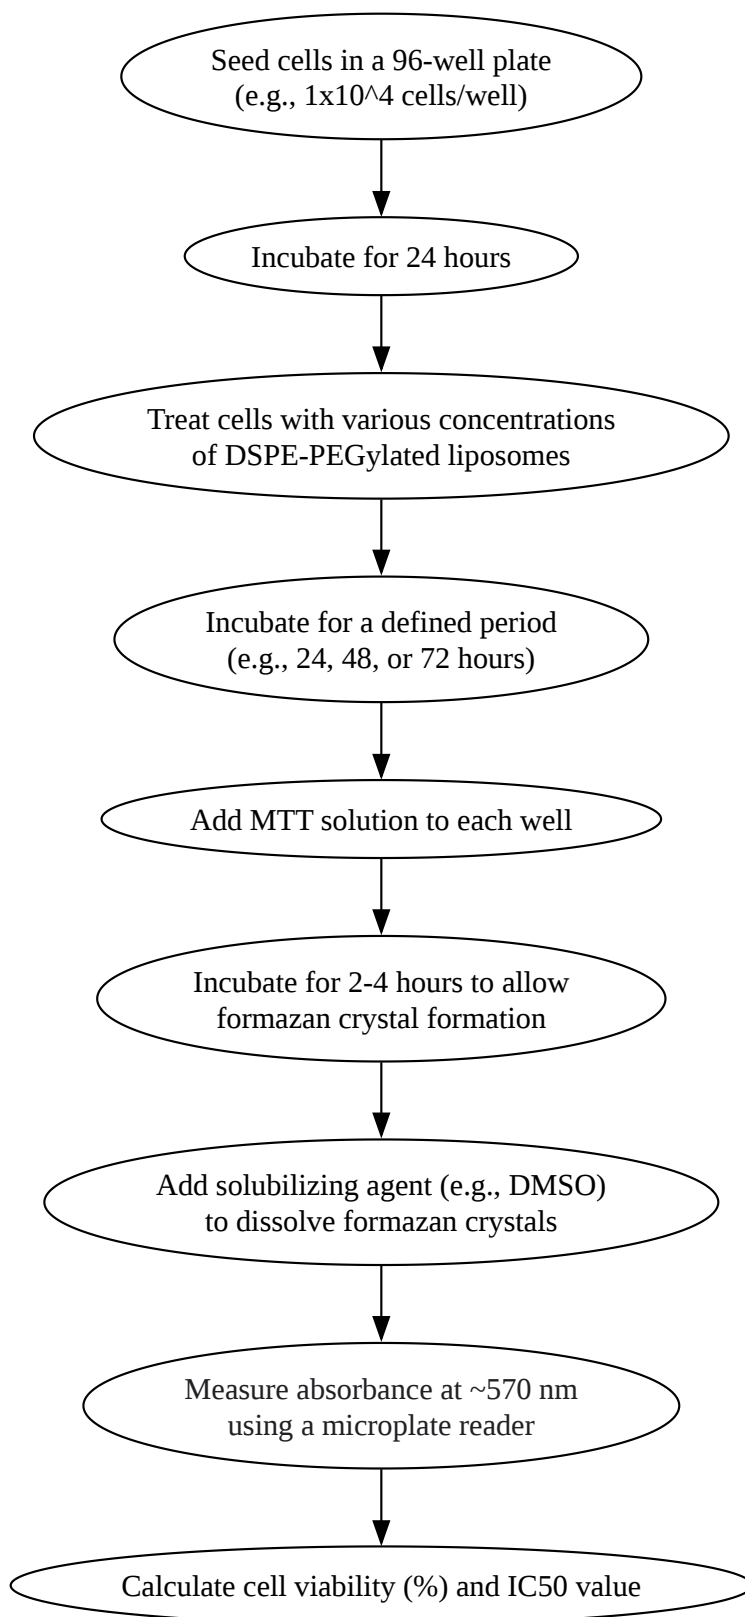 Seed cells in a 96-well plate
(e.g., 1x10^4 cells/well)
Incubate for 24 hours
Treat cells with various concentrations
of DSPE-PEGylated liposomes
Incubate for a defined period
(e.g., 24, 48, or 72 hours)
Add MTT solution to each well
Incubate for 2-4 hours to allow
formazan crystal formation
Add solubilizing agent (e.g., DMSO)
to dissolve formazan crystals
Measure absorbance at ~570 nm
using a microplate reader
Calculate cell viability (%) and IC50 value